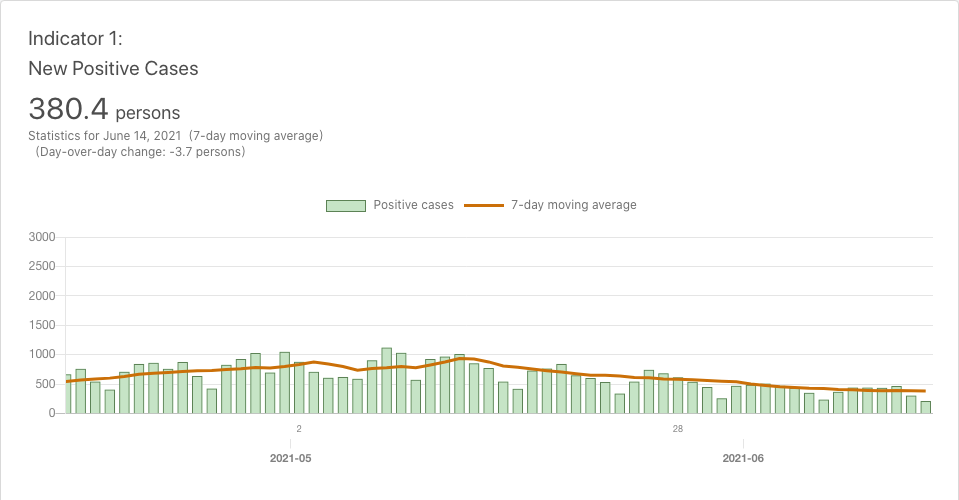 Indicator 1:
New Positive Cases
380.4 persons
Statistics for June 14, 2021 (7-day moving average)
(Day-over-day change: -3.7 persons)
Positive cases 7-day moving average
3000
2500
2000
1500
1000
500
0
2 28
2021-05 2021-06